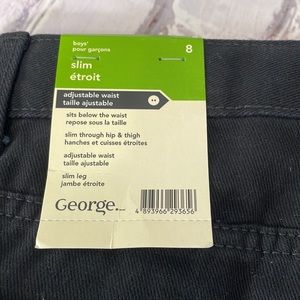 boys'
pour garçons
8
slim
étroit
adjustable waist
taille ajustable
sits below the waist
repose sous la taille
slim through hip & thigh
hanches et cuisses étroites
adjustable waist
taille ajustable
slim leg
jambe étroite
George.
4 893966 293656